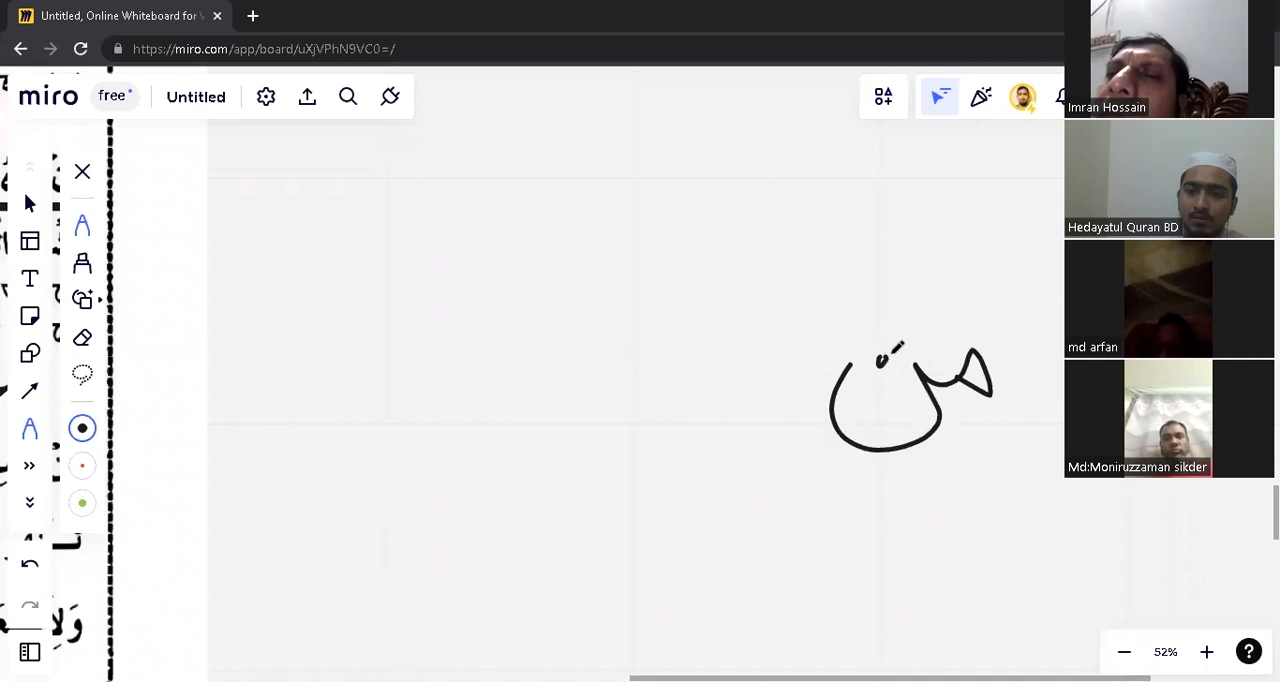 Untitled, Online Whiteboard for
https://miro.com/app/board/uXjVPhN9VC0=/
miro free Untitled
Imran Hossain
Hedayatul Quran BD
md arfan
Md:Moniruzzaman sikder
من
52%